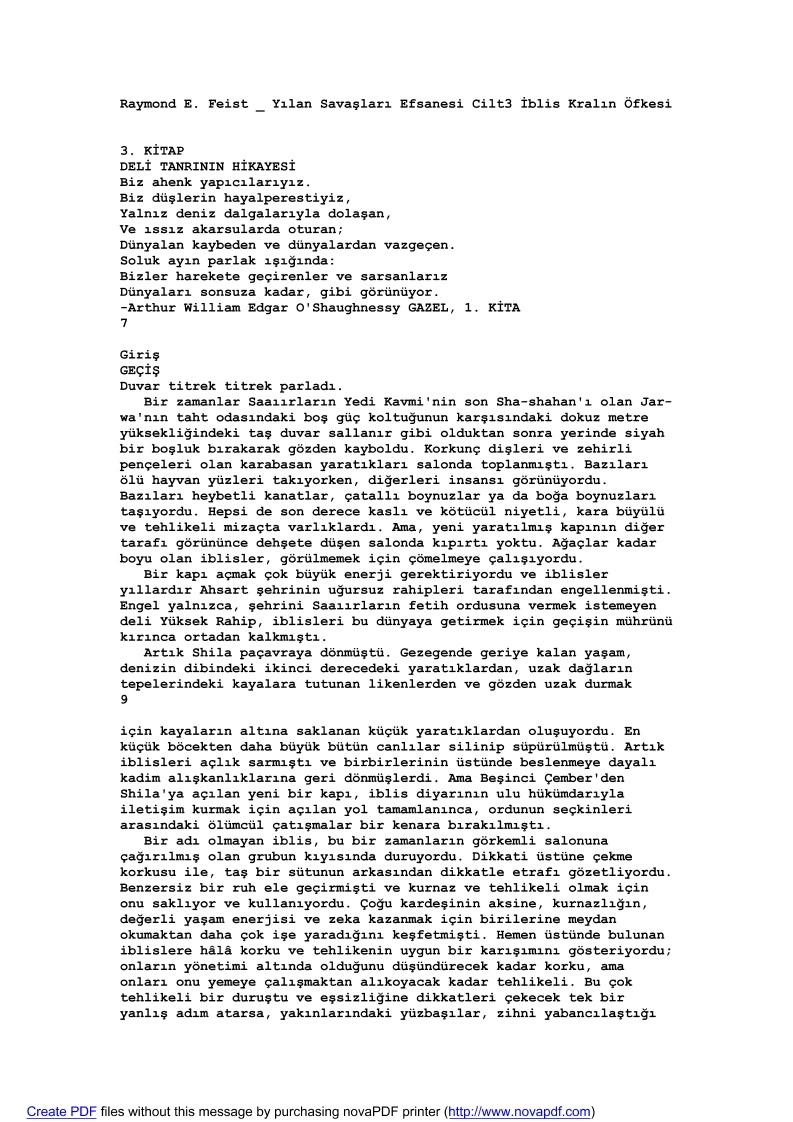 Raymond E. Feist _ Yılan Savaşları Efsanesi Cilt3 İblis Kralın Öfkesi
3. KİTAP
DELİ TANRININ HİKAYESİ
Biz ahenk yapıcılarıyız.
Biz düşlerin hayalperestiyiz,
Yalnız deniz dalgalarıyla dolaşan,
Ve ıssız akarsularda oturan;
Dünyalan kaybeden ve dünyalardan vazgeçen.
Soluk ayın parlak ışığında:
Bizler harekete geçirenler ve sarsanlarız
Dünyaları sonsuza kadar, gibi görünüyor.
-Arthur William Edgar O'Shaughnessy GAZEL, 1. KİTA
7
Giriş
GEÇİŞ
Duvar titrek titrek parladı.
Bir zamanlar Saaıırların Yedi Kavmi'nin son Sha-shahan'ı olan Jar-
wa'nın taht odasındaki boş güç koltuğunun karşısındaki dokuz metre
yüksekliğindeki taş duvar sallanır gibi olduktan sonra yerinde siyah
bir boşluk bırakarak gözden kayboldu. Korkunç dişleri ve zehirli
pençeleri olan karabasan yaratıkları salonda toplanmıştı. Bazıları
ölü hayvan yüzleri takıyorken, diğerleri insansı görünüyordu.
Bazıları heybetli kanatlar, çatallı boynuzlar ya da boğa boynuzları
taşıyordu. Hepsi de son derece kaslı ve kötücül niyetli, kara büyülü
ve tehlikeli mizaçta varlıklardı. Ama, yeni yaratılmış kapının diğer
tarafı görününce dehşete düşen salonda kıpırtı yoktu. Ağaçlar kadar
boyu olan iblisler, görülmemek için çömelmeye çalışıyordu.
Bir kapı açmak çok büyük enerji gerektiriyordu ve iblisler
yıllardır Ahsart şehrinin uğursuz rahipleri tarafından engellenmişti.
Engel yalnızca, şehrini Saaıırların fetih ordusuna vermek istemeyen
deli Yüksek Rahip, iblisleri bu dünyaya getirmek için geçişin mührünü
kırınca ortadan kalkmıştı.
Artık Shila paçavraya dönmüştü. Gezegende geriye kalan yaşam,
denizin dibindeki ikinci derecedeki yaratıklardan, uzak dağların
tepelerindeki kayalara tutunan likenlerden ve gözden uzak durmak
9
için kayaların altına saklanan küçük yaratıklardan oluşuyordu. En
küçük böcekten daha büyük bütün canlılar silinip süpürülmüştü. Artık
iblisleri açlık sarmıştı ve birbirlerinin üstünde beslenmeye dayalı
kadim alışkanlıklarına geri dönmüşlerdi. Ama Beşinci Çember'den
Shila'ya açılan yeni bir kapı, iblis diyarının ulu hükümdarıyla
iletişim kurmak için açılan yol tamamlanınca, ordunun seçkinleri
arasındaki ölümcül çatışmalar bir kenara bırakılmıştı.
Bir adı olmayan iblis, bu bir zamanların görkemli salonuna
çağırılmış olan grubun kıyısında duruyordu. Dikkati üstüne çekme
korkusu ile, taş bir sütunun arkasından dikkatle etrafı gözetliyordu.
Benzersiz bir ruh ele geçirmişti ve kurnaz ve tehlikeli olmak için
onu saklıyor ve kullanıyordu. Çoğu kardeşinin aksine, kurnazlığın,
değerli yaşam enerjisi ve zeka kazanmak için birilerine meydan
okumaktan daha çok işe yaradığını keşfetmişti. Hemen üstünde bulunan
iblislere hâlâ korku ve tehlikenin uygun bir karışımını gösteriyordu;
onların yönetimi altında olduğunu düşündürecek kadar korku, ama
onları onu yemeye çalışmaktan alıkoyacak kadar tehlikeli. Bu çok
tehlikeli bir duruştu ve eşsizliğine dikkatleri çekecek tek bir
yanlış adım atarsa, yakınlarındaki yüzbaşılar, zihni yabancılaştığı
Create PDF files without this message by purchasing novaPDF printer (http://www.novapdf.com)